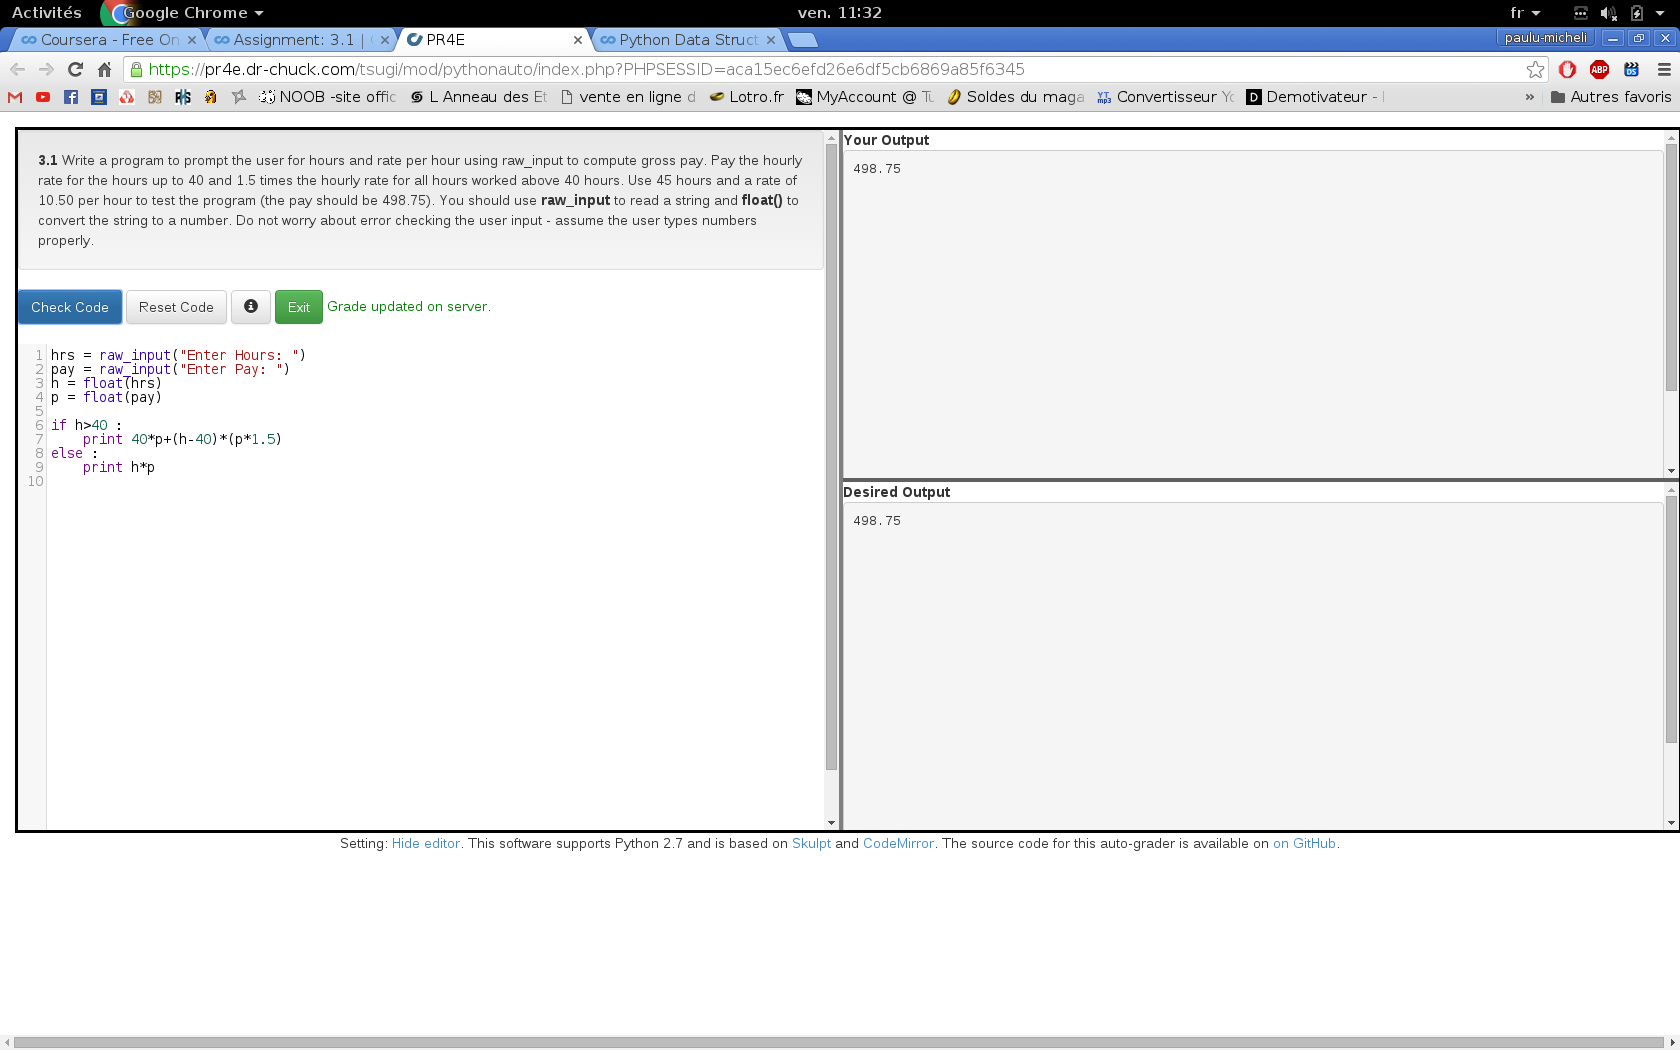 Activités Google Chrome ven. 11:32 fr
Coursera - Free On Assignment: 3.1 | PR4E Python Data Struct paulu-micheli
https://pr4e.dr-chuck.com/tsugi/mod/pythonauto/index.php?PHPSESSID=aca15ec6efd26e6df5cb6869a85f6345 ABP
NOOB -site offic L Anneau des Et vente en ligne d Lotro.fr MyAccount @ Tu Soldes du maga Convertisseur Yo Demotivateur - » Autres favoris
3.1 Write a program to prompt the user for hours and rate per hour using raw_input to compute gross pay. Pay the hourly
rate for the hours up to 40 and 1.5 times the hourly rate for all hours worked above 40 hours. Use 45 hours and a rate of
10.50 per hour to test the program (the pay should be 498.75). You should use raw_input to read a string and float() to
convert the string to a number. Do not worry about error checking the user input - assume the user types numbers
properly.
Check Code Reset Code Exit Grade updated on server.
1 hrs = raw_input("Enter Hours: ")
2 pay = raw_input("Enter Pay: ")
3 h = float(hrs)
4 p = float(pay)
5
6 if h>40 :
7     print 40*p+(h-40)*(p*1.5)
8 else :
9     print h*p
10
Your Output
498.75
Desired Output
498.75
Setting: Hide editor. This software supports Python 2.7 and is based on Skulpt and CodeMirror. The source code for this auto-grader is available on on GitHub.